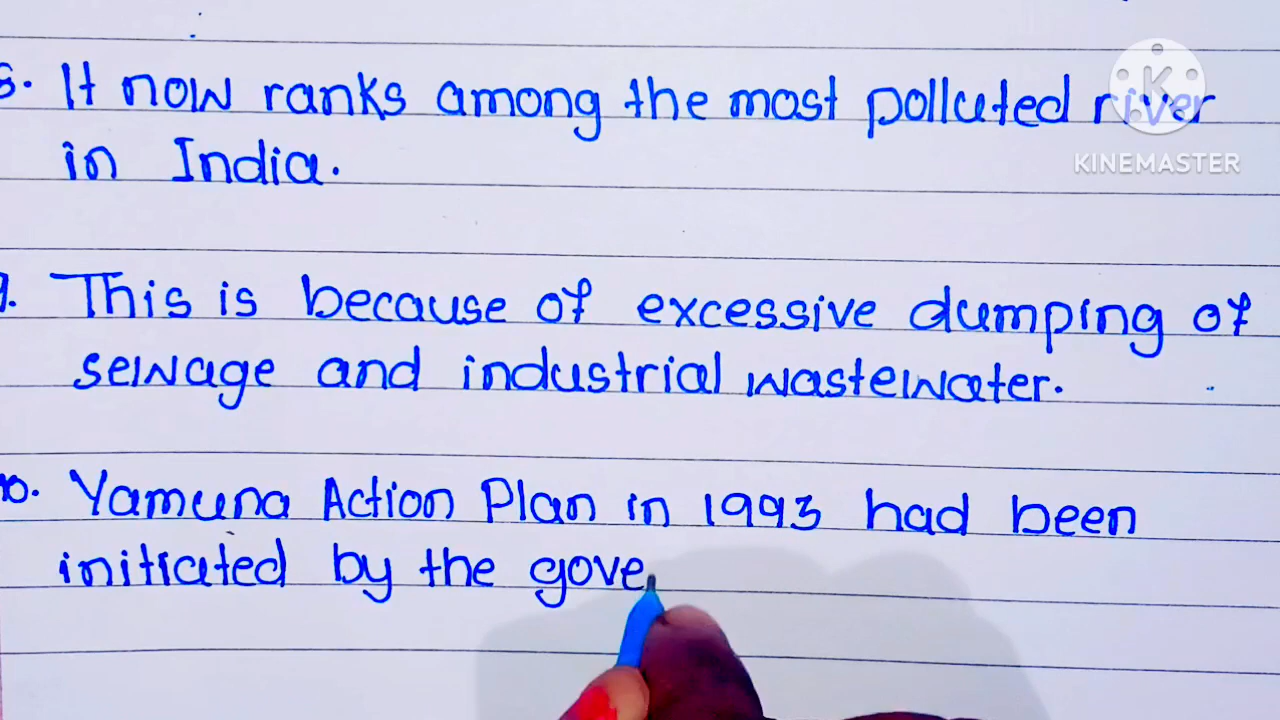 8. It now ranks among the most polluted river
in India.
9. This is because of excessive dumping of
sewage and industrial wastewater.
10. Yamuna Action Plan in 1993 had been
initiated by the gove
K
KINEMASTER